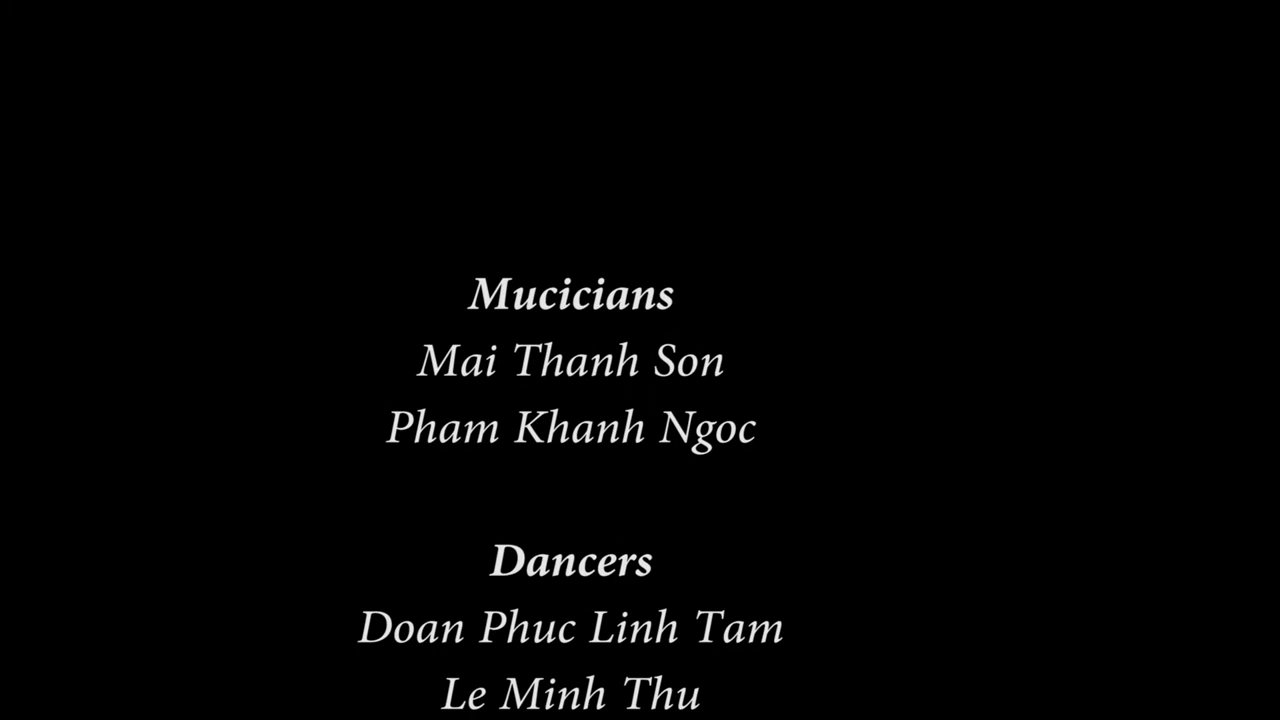 Mucicians
Mai Thanh Son
Pham Khanh Ngoc
Dancers
Doan Phuc Linh Tam
Le Minh Thu